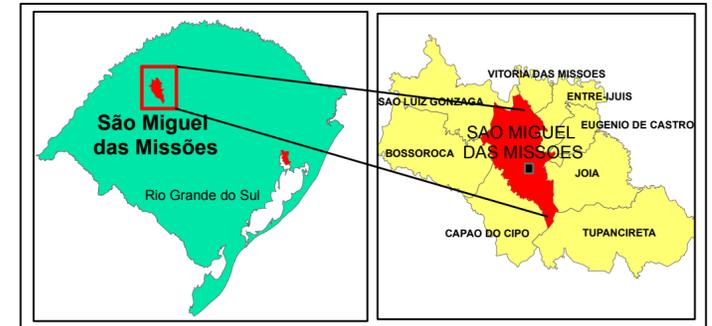 São Miguel
das Missões
Rio Grande do Sul
VITORIA DAS MISSOES
SAO LUIZ GONZAGA
ENTRE-IJUIS
EUGENIO DE CASTRO
SAO MIGUEL
DAS MISSOES
BOSSOROCA
JOIA
CAPAO DO CIPO
TUPANCIRETA